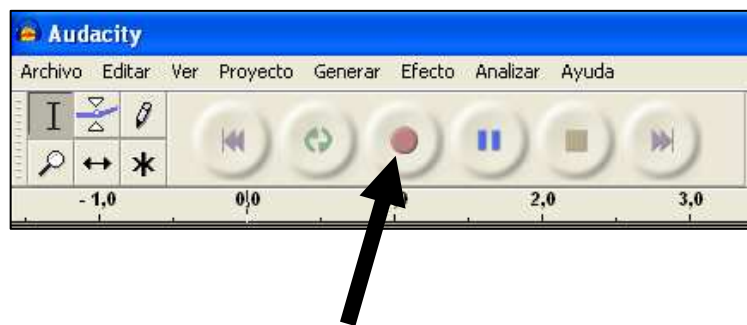 Audacity
Archivo Editar Ver Proyecto Generar Efecto Analizar Ayuda
- 1,0 0,0 2,0 3,0